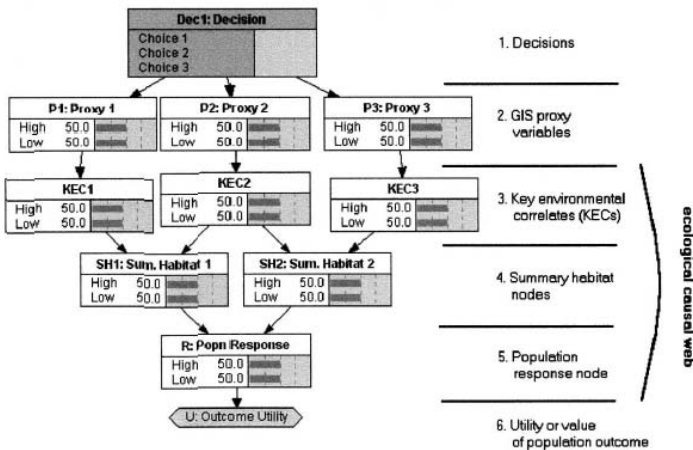 Dec1: Decision
Choice 1
Choice 2
Choice 3
1. Decisions
P1: Proxy 1
High 50.0
Low 50.0
P2: Proxy 2
High 50.0
Low 50.0
P3: Proxy 3
High 50.0
Low 50.0
2. GIS proxy
variables
KEC1
High 50.0
Low 50.0
KEC2
High 50.0
Low 50.0
KEC3
High 50.0
Low 50.0
3. Key environmental
correlates (KECs)
SH1: Sum. Habitat 1
High 50.0
Low 50.0
SH2: Sum. Habitat 2
High 50.0
Low 50.0
4. Summary habitat
nodes
R: Popn Response
High 50.0
Low 50.0
5. Population
response node
U: Outcome Utility
6. Utility or value
of population outcome
ecological causal web